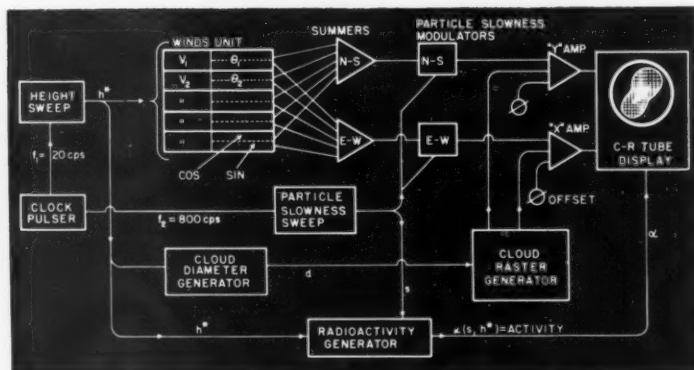 PARTICLE SLOWNESS
MODULATORS
SUMMERS
WINDS UNIT
"Y" AMP
V₁ θ₁
V₂ θ₂
" "
" "
" "
N-S
N-S
HEIGHT
SWEEP
h*
E-W
E-W
"X" AMP
C-R TUBE
DISPLAY
f₁ = 20 cps
COS SIN
OFFSET
CLOCK
PULSER
f₂ = 800 cps
PARTICLE
SLOWNESS
SWEEP
α
CLOUD
DIAMETER
GENERATOR
d
s
CLOUD
RASTER
GENERATOR
h*
RADIOACTIVITY
GENERATOR
α(s, h*) = ACTIVITY